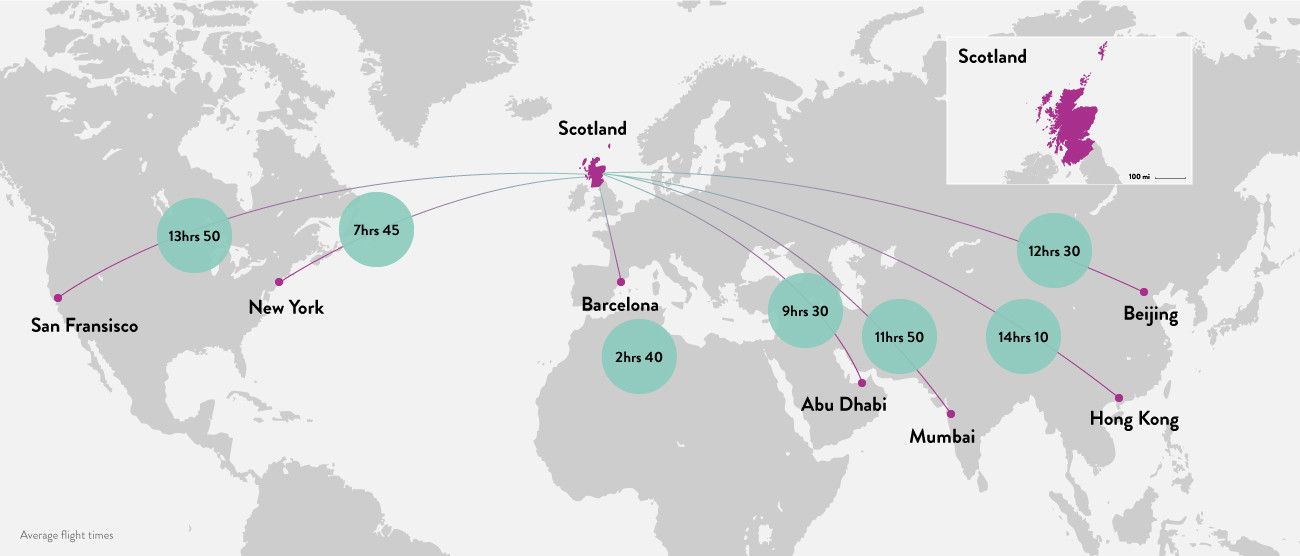 Scotland
100 mi
Scotland
13hrs 50
7hrs 45
12hrs 30
San Fransisco
New York
Barcelona
2hrs 40
9hrs 30
11hrs 50
14hrs 10
Beijing
Abu Dhabi
Mumbai
Hong Kong
Average flight times